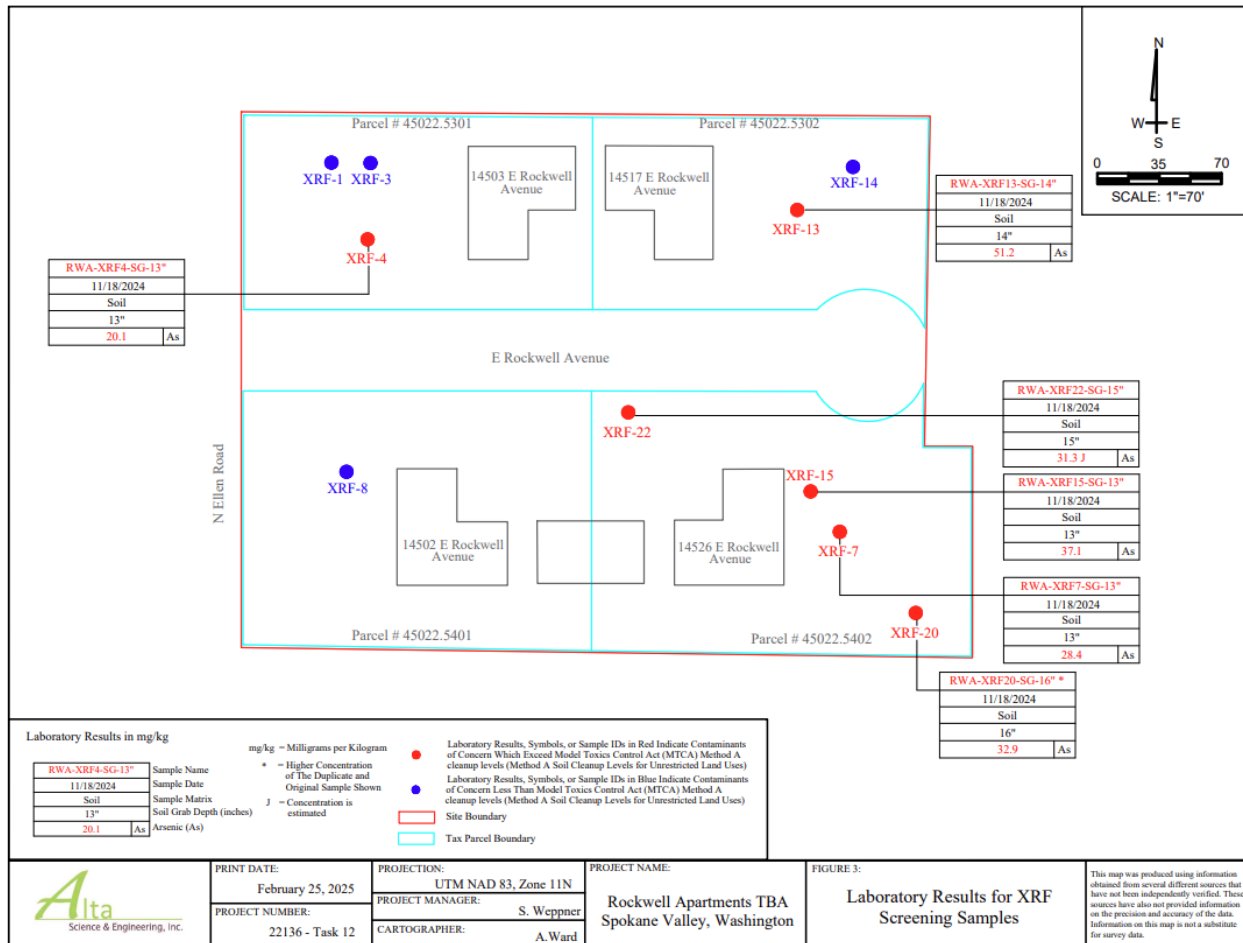 N
W
E
S
0
35
70
SCALE: 1"=70'
Parcel # 45022.5301
Parcel # 45022.5302
XRF-1
XRF-3
14503 E Rockwell
Avenue
14517 E Rockwell
Avenue
XRF-14
XRF-13
RWA-XRF13-SG-14"
11/18/2024
Soil
14"
51.2
As
XRF-4
RWA-XRF4-SG-13"
11/18/2024
Soil
13"
20.1
As
E Rockwell Avenue
N Ellen Road
XRF-22
RWA-XRF22-SG-15"
11/18/2024
Soil
15"
31.3 J
As
XRF-8
XRF-15
RWA-XRF15-SG-13"
11/18/2024
Soil
13"
37.1
As
14502 E Rockwell
Avenue
14526 E Rockwell
Avenue
XRF-7
RWA-XRF7-SG-13"
11/18/2024
Soil
13"
28.4
As
XRF-20
Parcel # 45022.5401
Parcel # 45022.5402
RWA-XRF20-SG-16" *
11/18/2024
Soil
16"
32.9
As
Laboratory Results in mg/kg
RWA-XRF4-SG-13"
Sample Name
11/18/2024
Sample Date
Soil
Sample Matrix
13"
Soil Grab Depth (inches)
20.1
As
Arsenic (As)
mg/kg = Milligrams per Kilogram
* = Higher Concentration
of The Duplicate and
Original Sample Shown
J = Concentration is
estimated
Laboratory Results, Symbols, or Sample IDs in Red Indicate Contaminants
of Concern Which Exceed Model Toxics Control Act (MTCA) Method A
cleanup levels (Method A Soil Cleanup Levels for Unrestricted Land Uses)
Laboratory Results, Symbols, or Sample IDs in Blue Indicate Contaminants
of Concern Less Than Model Toxics Control Act (MTCA) Method A
cleanup levels (Method A Soil Cleanup Levels for Unrestricted Land Uses)
Site Boundary
Tax Parcel Boundary
Alta
Science & Engineering, Inc.
PRINT DATE:
February 25, 2025
PROJECT NUMBER:
22136 - Task 12
PROJECTION:
UTM NAD 83, Zone 11N
PROJECT MANAGER:
S. Weppner
CARTOGRAPHER:
A.Ward
PROJECT NAME:
Rockwell Apartments TBA
Spokane Valley, Washington
FIGURE 3:
Laboratory Results for XRF
Screening Samples
This map was produced using information
obtained from several different sources that
have not been independently verified. These
sources have also not provided information
on the precision and accuracy of the data.
Information on this map is not a substitute
for survey data.